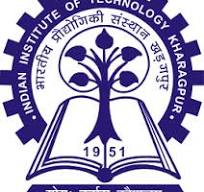 INDIAN INSTITUTE OF TECHNOLOGY KHARAGPUR
भारतीय प्रौद्योगिकी संस्थान खड़गपुर
1951